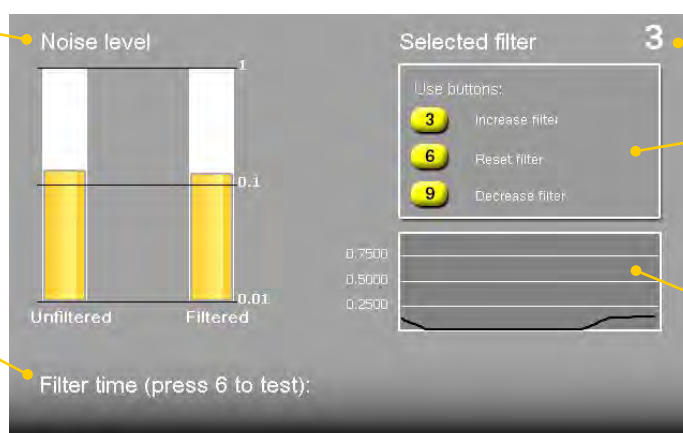 Noise level
1
0.1
0.01
Unfiltered Filtered
Selected filter 3
Use buttons:
3 Increase filter
6 Reset filter
9 Decrease filter
0.7500
0.5000
0.2500
Filter time (press 6 to test):